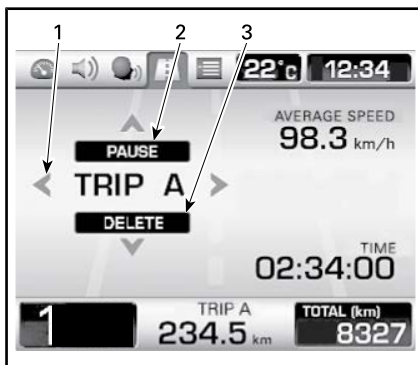 1 2 3
22°c 12:34
AVERAGE SPEED
98.3 km/h
PAUSE
TRIP A
DELETE
TIME
02:34:00
1
TRIP A
234.5 km
TOTAL (km)
8327